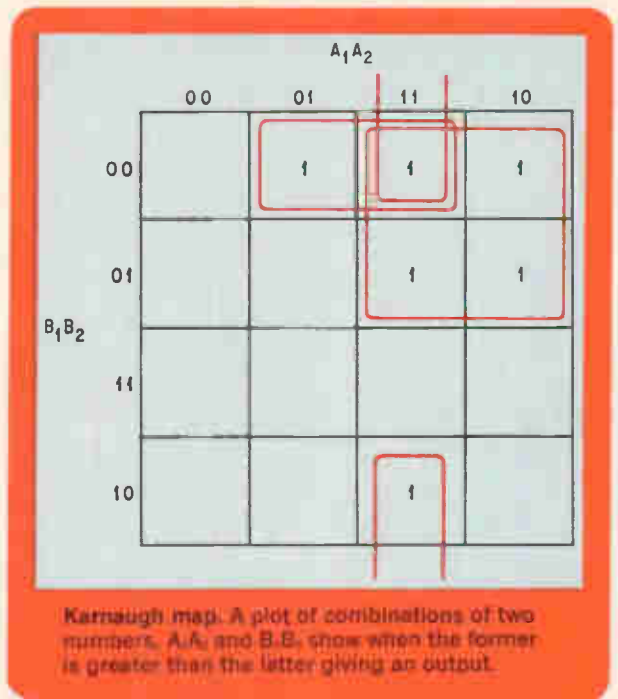 A₁A₂
00 01 11 10
00 1 1 1
01 1 1
B₁B₂
11
10 1
Karnaugh map. A plot of combinations of two
numbers, A₁A₂ and B₁B₂ show when the former
is greater than the latter giving an output.